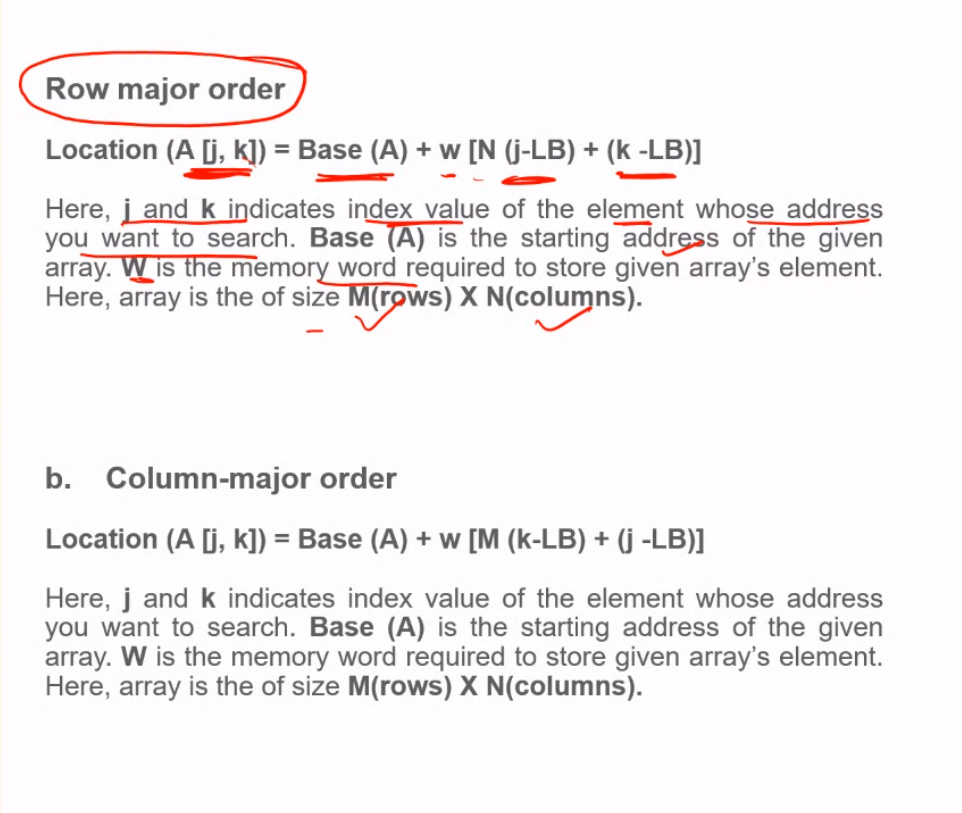 Row major order
Location (A [j, k]) = Base (A) + w [N (j-LB) + (k -LB)]
Here, j and k indicates index value of the element whose address
you want to search. Base (A) is the starting address of the given
array. W is the memory word required to store given array's element.
Here, array is the of size M(rows) X N(columns).
b. Column-major order
Location (A [j, k]) = Base (A) + w [M (k-LB) + (j -LB)]
Here, j and k indicates index value of the element whose address
you want to search. Base (A) is the starting address of the given
array. W is the memory word required to store given array's element.
Here, array is the of size M(rows) X N(columns).